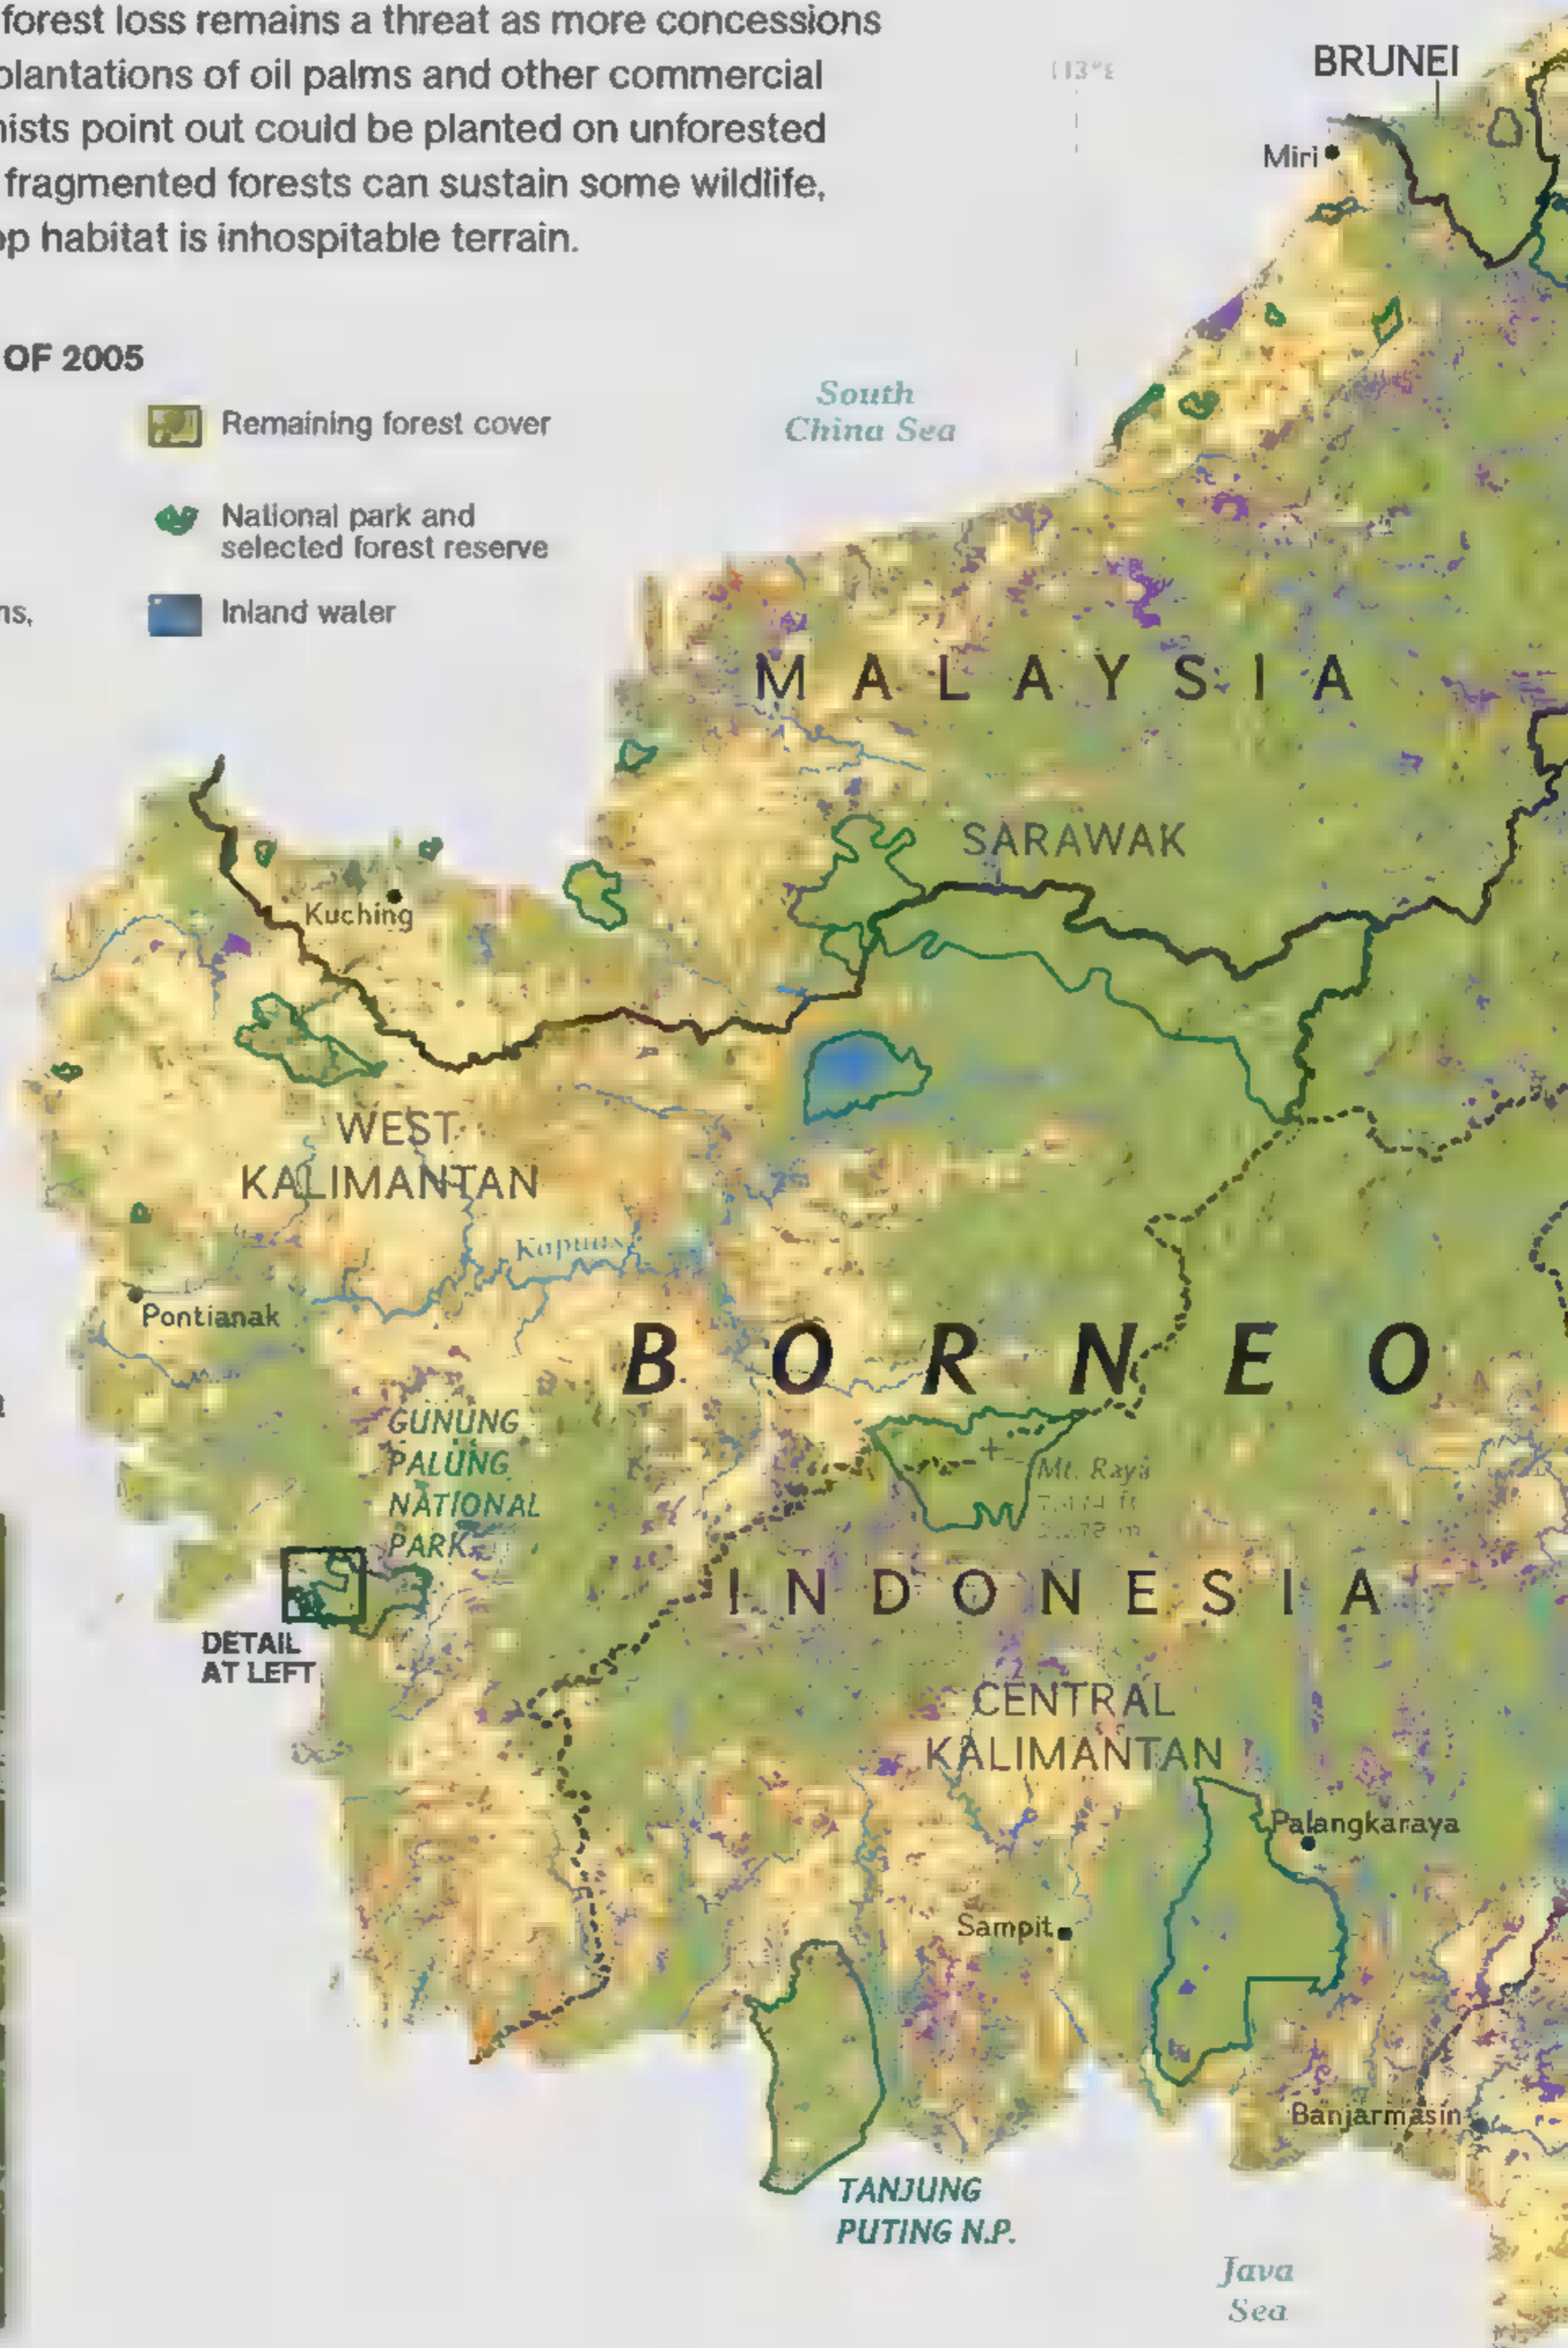 forest loss remains a threat as more concessions
plantations of oil palms and other commercial
point out could be planted on unforested
fragmented forests can sustain some wildlife,
habitat is inhospitable terrain.
OF 2005
Remaining forest cover
National park and
selected forest reserve
Inland water
113°E
BRUNEI
Miri
South
China Sea
MALAYSIA
SARAWAK
Kuching
WEST
KALIMANTAN
Kapuas
Pontianak
BORNEO
GUNUNG
PALUNG
NATIONAL
PARK
Mt. Raya
DETAIL
AT LEFT
INDONESIA
CENTRAL
KALIMANTAN
Palangkaraya
Sampit
Banjarmasin
TANJUNG
PUTING N.P.
Java
Sea